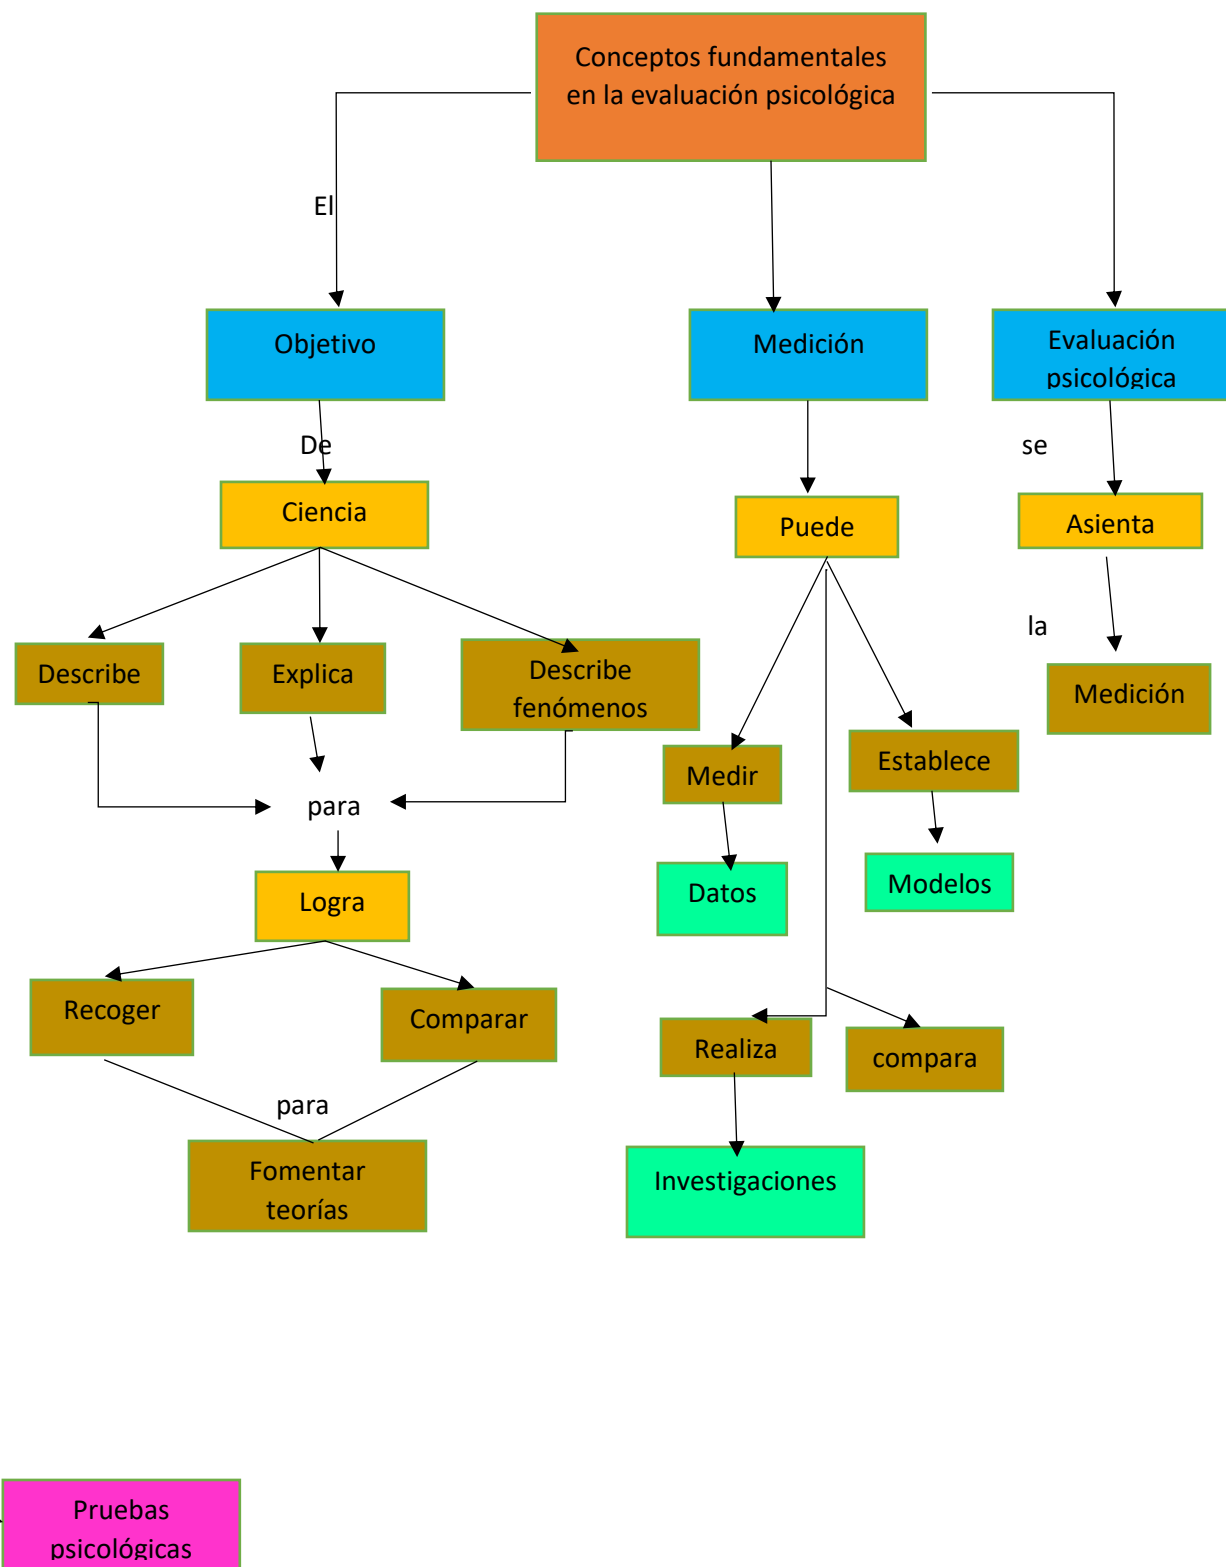 Conceptos fundamentales
en la evaluación psicológica
El
Objetivo
Medición
Evaluación
psicológica
De
se
Ciencia
Puede
Asienta
la
Describe
Explica
Describe
fenómenos
Medición
Medir
Establece
para
Datos
Modelos
Logra
Recoger
Comparar
Realiza
compara
para
Fomentar
teorías
Investigaciones
Pruebas
psicológicas